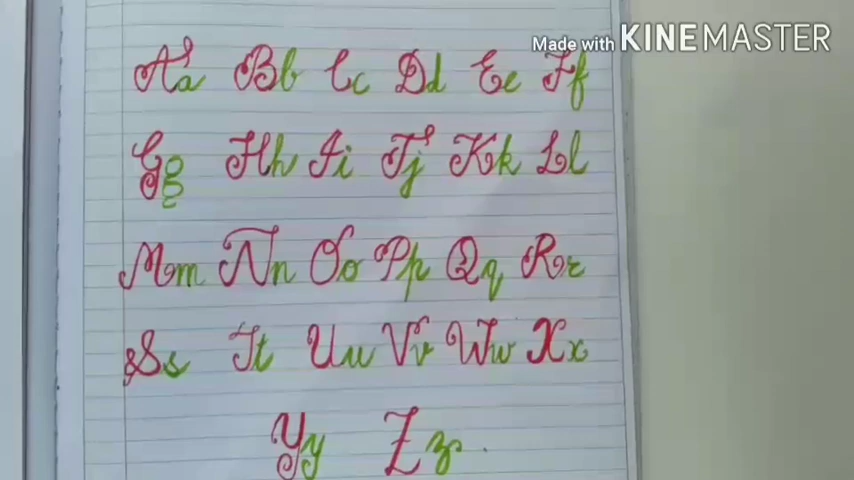 Made with KINEMASTER
Aa Bb Cc Dd Ee Ff
Gg Hh Ii Jj Kk Ll
Mm Nn Oo Pp Qq Rr
Ss Tt Uu Vv Ww Xx
Yy Zz